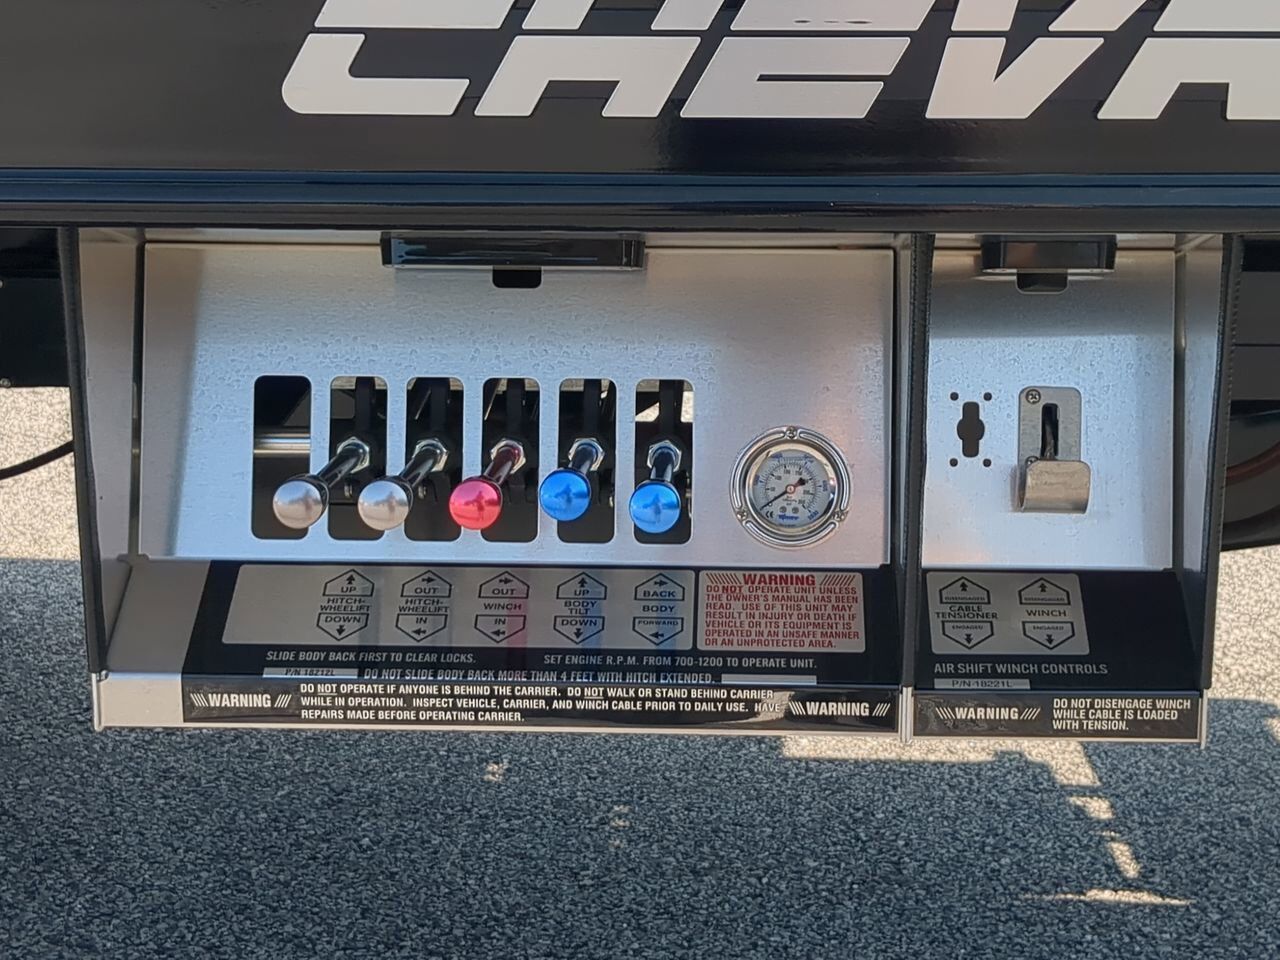 CHEVR
UP
HITCH-
WHEELIFT
DOWN
OUT
HITCH-
WHEELIFT
IN
OUT
WINCH
IN
UP
BODY
TILT
DOWN
BACK
BODY
FORWARD
WARNING
DO NOT OPERATE UNIT UNLESS
THE OWNER'S MANUAL HAS BEEN
READ. USE OF THIS UNIT MAY
RESULT IN INJURY OR DEATH IF
VEHICLE OR ITS EQUIPMENT IS
OPERATED IN AN UNSAFE MANNER
OR AN UNPROTECTED AREA.
SLIDE BODY BACK FIRST TO CLEAR LOCKS.
SET ENGINE R.P.M. FROM 700-1200 TO OPERATE UNIT.
P/N 18212L
DO NOT SLIDE BODY BACK MORE THAN 4 FEET WITH HITCH EXTENDED.
WARNING
DO NOT OPERATE IF ANYONE IS BEHIND THE CARRIER. DO NOT WALK OR STAND BEHIND CARRIER
WHILE IN OPERATION. INSPECT VEHICLE, CARRIER, AND WINCH CABLE PRIOR TO DAILY USE. HAVE
REPAIRS MADE BEFORE OPERATING CARRIER.
WARNING
DISENGAGED
CABLE
TENSIONER
ENGAGED
DISENGAGED
WINCH
ENGAGED
AIR SHIFT WINCH CONTROLS
P/N-18221L
WARNING
DO NOT DISENGAGE WINCH
WHILE CABLE IS LOADED
WITH TENSION.